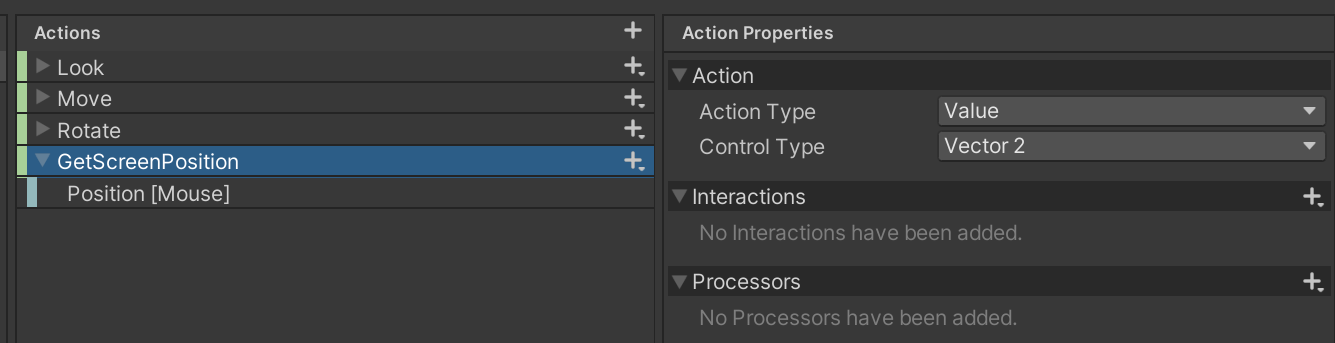 Actions
Look
Move
Rotate
GetScreenPosition
Position [Mouse]
Action Properties
Action
Action Type Value
Control Type Vector 2
Interactions
No Interactions have been added.
Processors
No Processors have been added.